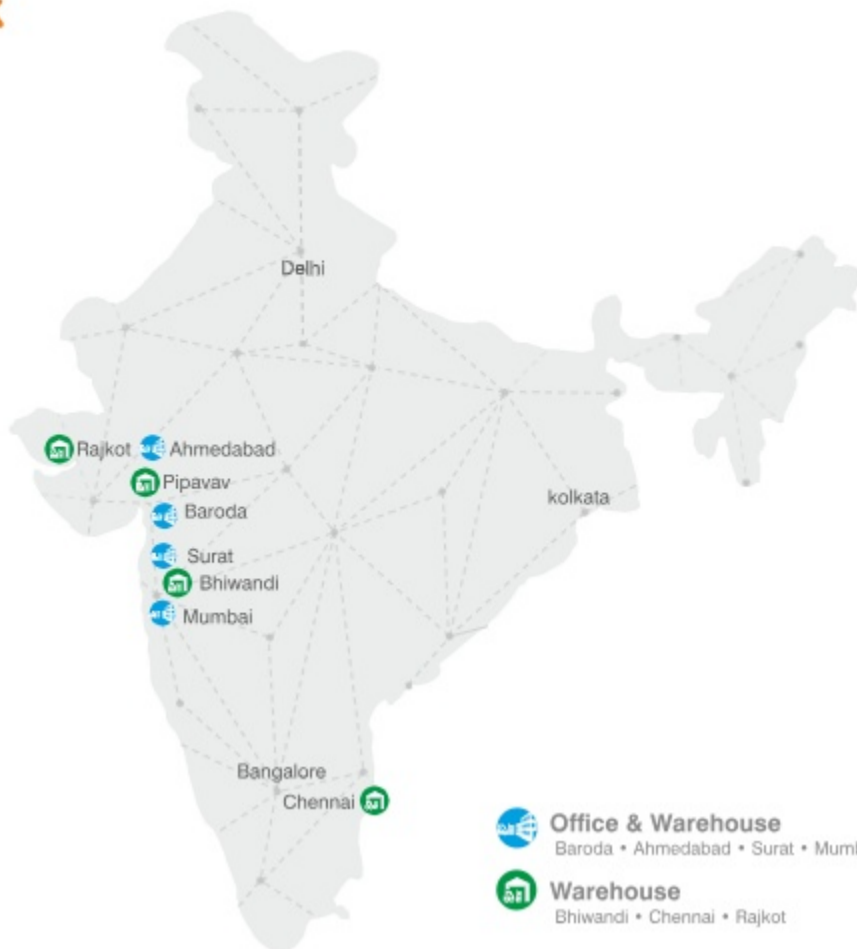 Delhi
Rajkot
Ahmedabad
Pipavav
Baroda
kolkata
Surat
Bhiwandi
Mumbai
Bangalore
Chennai
Office & Warehouse
Baroda • Ahmedabad • Surat •
Warehouse
Bhiwandi • Chennai • Rajkot